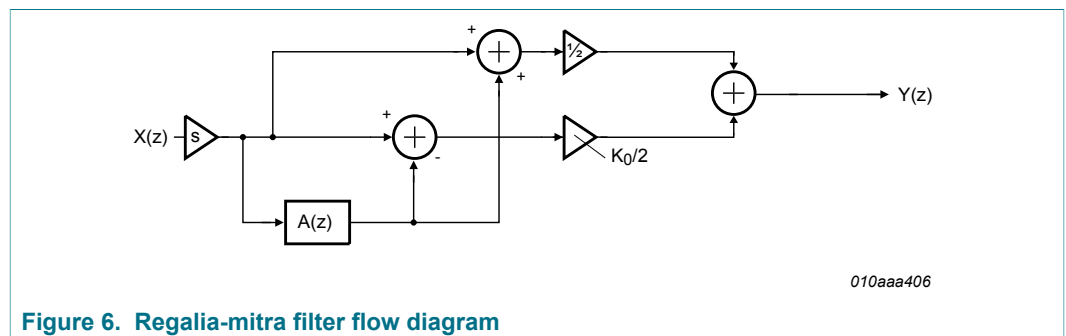 +
+
½
Y(z)
+
X(z)
s
-
K0/2
A(z)
010aaa406
Figure 6. Regalia-mitra filter flow diagram